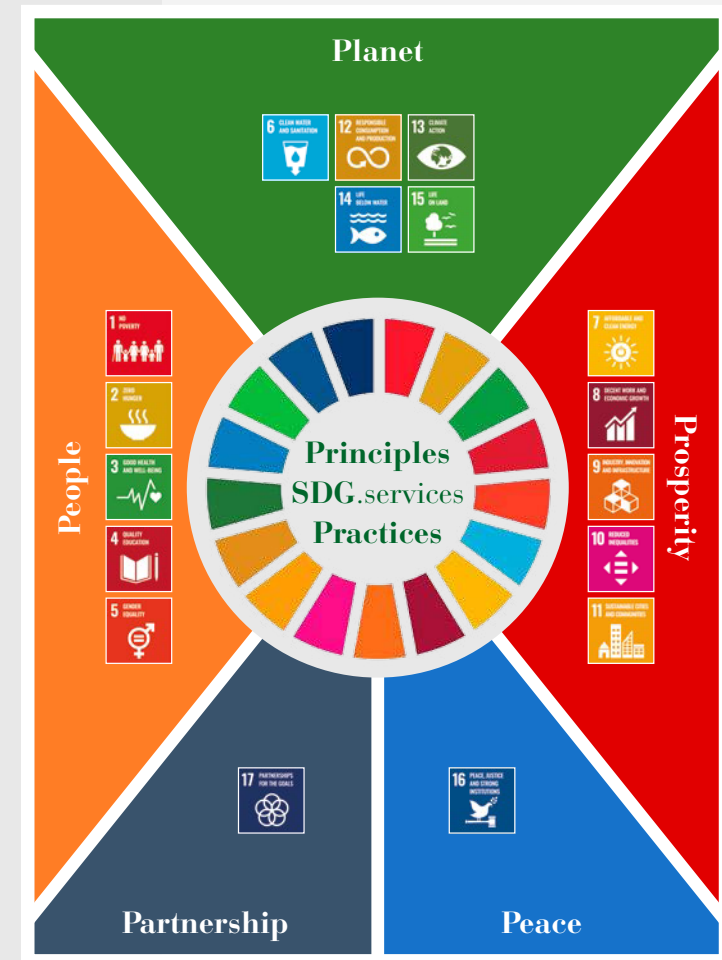 Planet
6 CLEAN WATER
AND SANITATION
12 RESPONSIBLE
CONSUMPTION
AND PRODUCTION
13 CLIMATE
ACTION
14 LIFE
BELOW WATER
15 LIFE
ON LAND
People
1 NO
POVERTY
2 ZERO
HUNGER
3 GOOD HEALTH
AND WELL-BEING
4 QUALITY
EDUCATION
5 GENDER
EQUALITY
Principles
SDG.services
Practices
Prosperity
7 AFFORDABLE AND
CLEAN ENERGY
8 DECENT WORK AND
ECONOMIC GROWTH
9 INDUSTRY, INNOVATION
AND INFRASTRUCTURE
10 REDUCED
INEQUALITIES
11 SUSTAINABLE CITIES
AND COMMUNITIES
17 PARTNERSHIPS
FOR THE GOALS
Partnership
16 PEACE, JUSTICE
AND STRONG
INSTITUTIONS
Peace